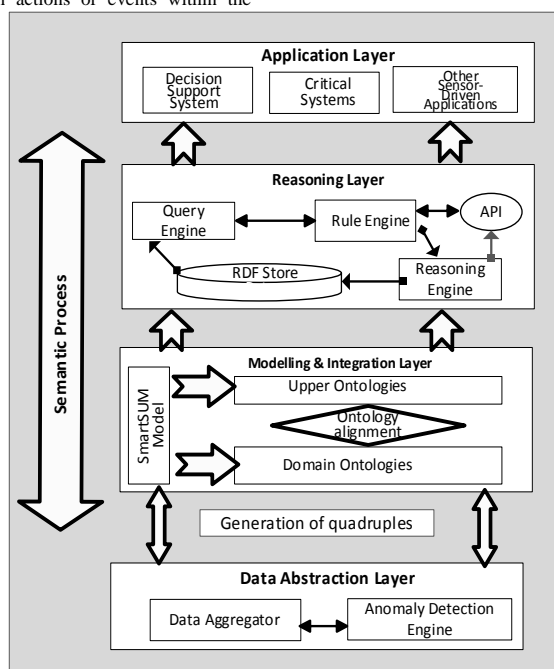 actions or events within the
Application Layer
Decision
Support
System
Critical
Systems
Other
Sensor-
Driven
Applications
Semantic Process
Reasoning Layer
Query
Engine
Rule Engine
API
RDF Store
Reasoning
Engine
Modelling & Integration Layer
SmartSUM
Model
Upper Ontologies
Ontology
alignment
Domain Ontologies
Generation of quadruples
Data Abstraction Layer
Data Aggregator
Anomaly Detection
Engine